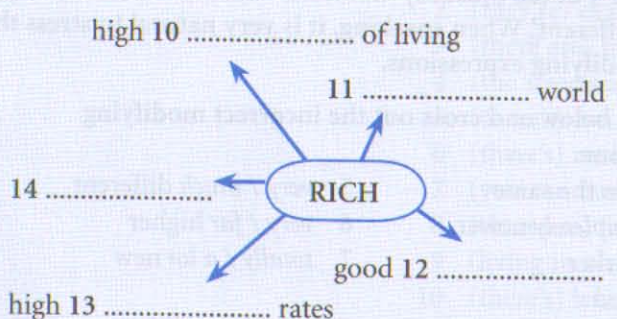 high 10 ............................ of living
11 ............................ world
14 ............................
RICH
good 12 ............................
high 13 ............................ rates